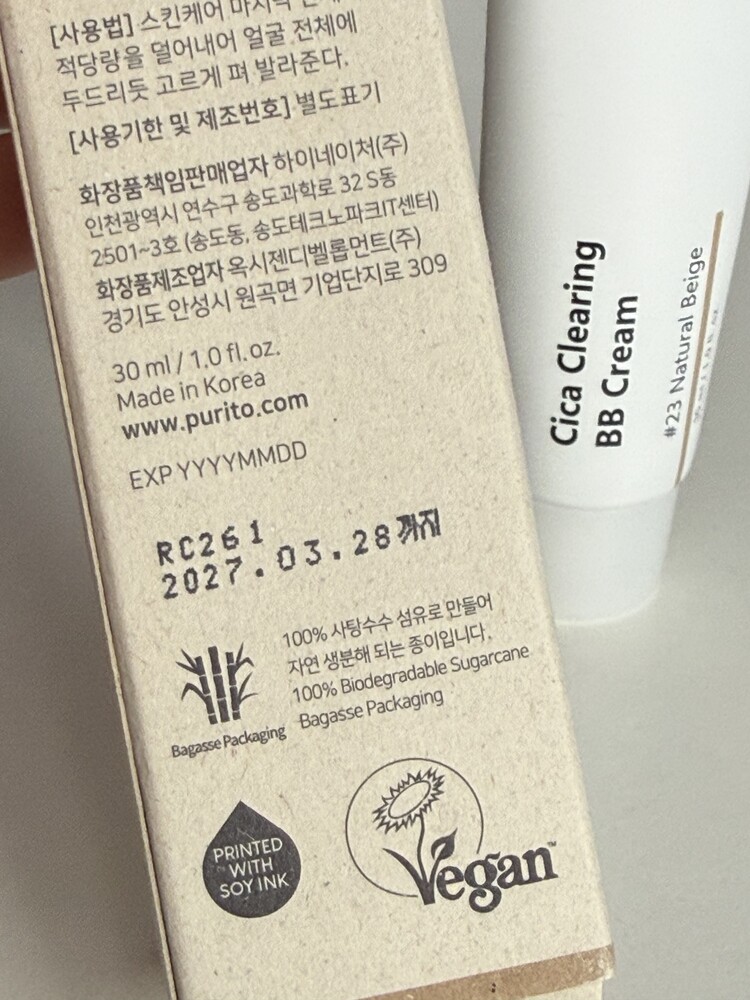 [사용법] 스킨케어 마지막
적당량을 덜어내어 얼굴 전체에
두드리듯 고르게 펴 발라준다.
[사용기한 및 제조번호] 별도표기
화장품책임판매업자 하이네이처(주)
인천광역시 연수구 송도과학로 32 S동
2501~3호 (송도동, 송도테크노파크IT센터)
화장품제조업자 옥시젠디벨롭먼트(주)
경기도 안성시 원곡면 기업단지로 309
30 ml / 1.0 fl.oz.
Made in Korea
www.purito.com
EXP YYYYMMDD
RC261
2027.03.28까지
100% 사탕수수 섬유로 만들어
자연 생분해 되는 종이입니다.
100% Biodegradable Sugarcane
Bagasse Packaging
Bagasse Packaging
PRINTED
WITH
SOY INK
Vegan™
Cica Clearing
BB Cream
#23 Natural Beige